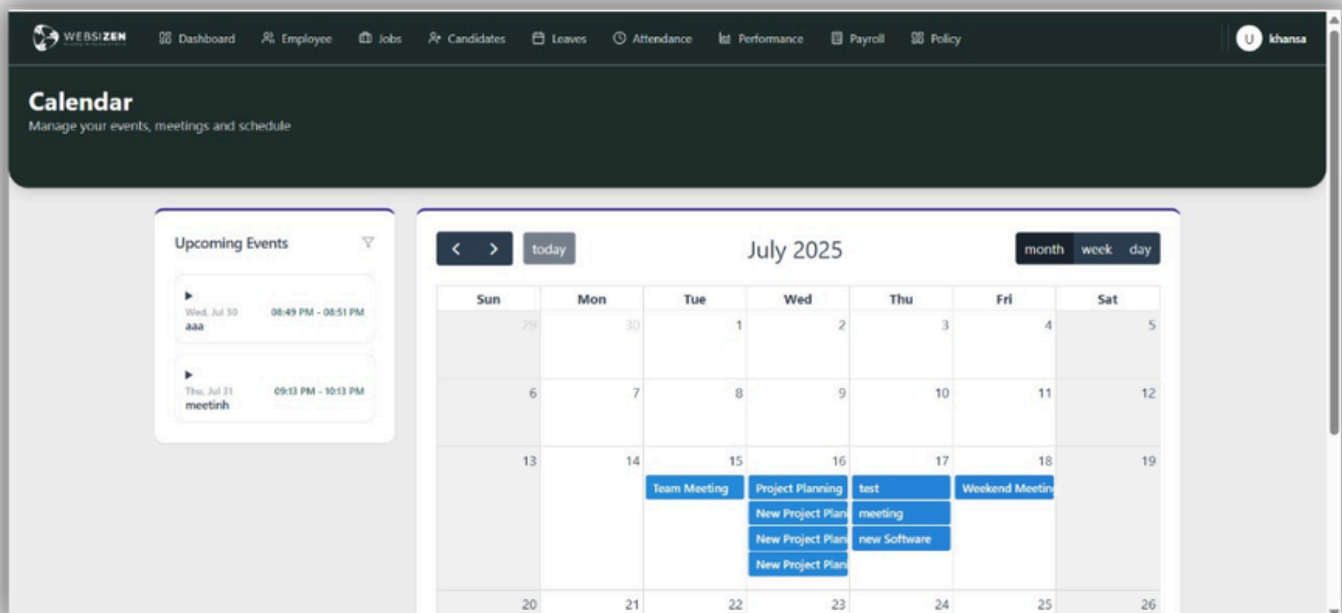 WEBSIZEN Dashboard Employee Jobs Candidates Leaves Attendance Performance Payroll Policy U khansa
Calendar
Manage your events, meetings and schedule
Upcoming Events
Wed, Jul 30 08:49 PM - 08:51 PM
aaa
Thu, Jul 31 09:13 PM - 10:13 PM
meetinh
today July 2025 month week day
Sun Mon Tue Wed Thu Fri Sat
29 30 1 2 3 4 5
6 7 8 9 10 11 12
13 14 15 16 17 18 19
Team Meeting Project Planning test Weekend Meetin
New Project Plan meeting
New Project Plan new Software
New Project Plan
20 21 22 23 24 25 26